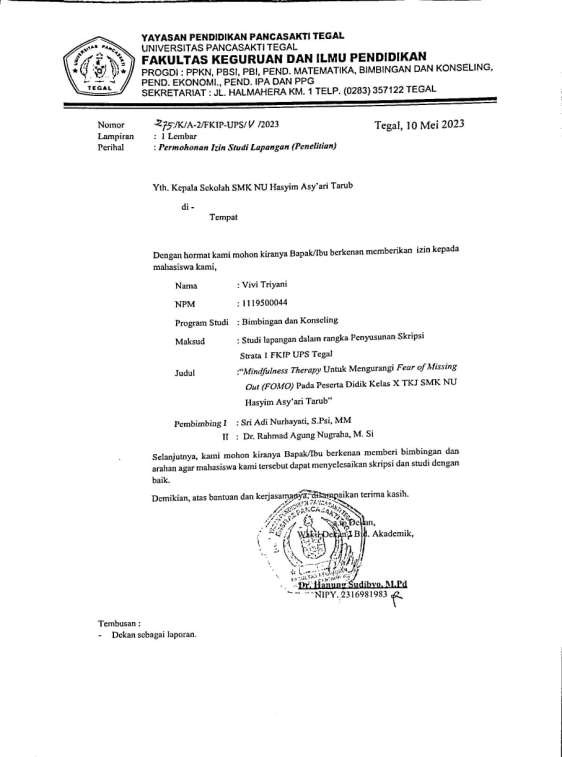 YAYASAN PENDIDIKAN PANCASAKTI TEGAL
UNIVERSITAS PANCASAKTI TEGAL
FAKULTAS KEGURUAN DAN ILMU PENDIDIKAN
PROGDI : PPKN, PBSI, PBI, PEND. MATEMATIKA, BIMBINGAN DAN KONSELING,
PEND. EKONOMI., PEND. IPA DAN PPG
SEKRETARIAT : JL. HALMAHERA KM. 1 TELP. (0283) 357122 TEGAL
UNIVERSITAS PANCASAKTI
TEGAL
Nomor : 275/K/A-2/FKIP-UPS/V/2023
Tegal, 10 Mei 2023
Lampiran : 1 Lembar
Perihal : Permohonan Izin Studi Lapangan (Penelitian)
Yth. Kepala Sekolah SMK NU Hasyim Asy'ari Tarub
di -
Tempat
Dengan hormat kami mohon kiranya Bapak/Ibu berkenan memberikan izin kepada
mahasiswa kami,
Nama : Vivi Triyani
NPM : 1119500044
Program Studi : Bimbingan dan Konseling
Maksud : Studi lapangan dalam rangka Penyusunan Skripsi
Strata 1 FKIP UPS Tegal
Judul :"Mindfulness Therapy Untuk Mengurangi Fear of Missing
Out (FOMO) Pada Peserta Didik Kelas X TKJ SMK NU
Hasyim Asy'ari Tarub"
Pembimbing I : Sri Adi Nurhayati, S.Psi, MM
II : Dr. Rahmad Agung Nugraha, M. Si
Selanjutnya, kami mohon kiranya Bapak/Ibu berkenan memberi bimbingan dan
arahan agar mahasiswa kami tersebut dapat menyelesaikan skripsi dan studi dengan
baik.
Demikian, atas bantuan dan kerjasamanya, disampaikan terima kasih.
a.n Dekan,
Wakil Dekan I Bid. Akademik,
Dr. Hanung Sudibyo, M.Pd
NIPY. 2316981983
Tembusan :
- Dekan sebagai laporan.